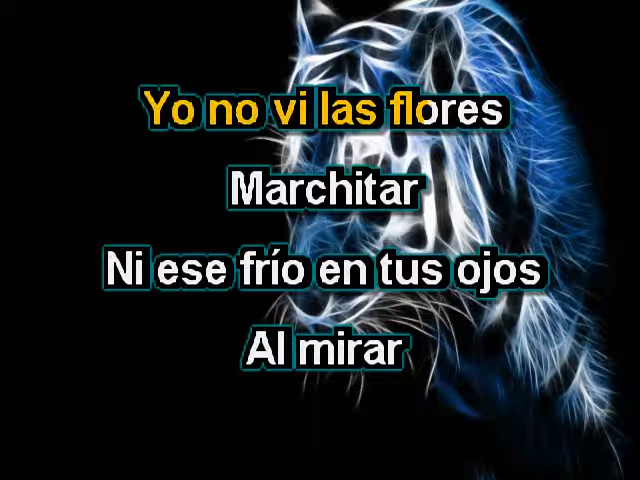 Yo no vi las flores
Marchitar
Ni ese frío en tus ojos
Al mirar